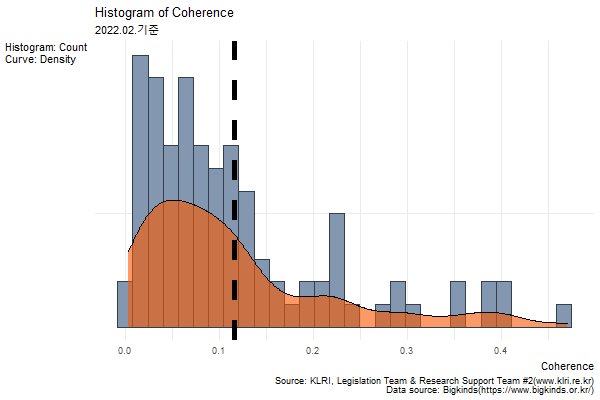 Histogram of Coherence
2022.02.기준
Histogram: Count
Curve: Density
0.0 0.1 0.2 0.3 0.4
Coherence
Source: KLRI, Legislation Team & Research Support Team #2(www.klri.re.kr)
Data source: Bigkinds(https://www.bigkinds.or.kr/)